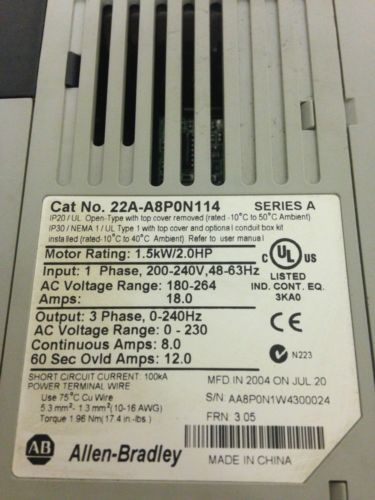 Cat No. 22A-A8P0N114 SERIES A
IP20 / UL Open-Type with top cover removed (rated -10°C to 50°C Ambient)
IP30 / NEMA 1 / UL Type 1 with top cover and optional conduit box kit
installed (rated -10°C to 40°C Ambient) Refer to user manual
Motor Rating: 1.5kW/2.0HP
Input: 1 Phase, 200-240V,48-63Hz
AC Voltage Range: 180-264
Amps: 18.0
Output: 3 Phase, 0-240Hz
AC Voltage Range: 0 - 230
Continuous Amps: 8.0
60 Sec Ovld Amps: 12.0
C UL US
LISTED
IND. CONT. EQ.
3KA0
CE
N223
SHORT CIRCUIT CURRENT: 100kA
POWER TERMINAL WIRE
Use 75°C Cu Wire
5.3 mm²- 1.3 mm²(10-16 AWG)
Torque 1.96 Nm(17.4 in.-lbs.)
MFD.IN 2004 ON JUL 20
S/N: AA8P0N1W4300024
FRN 3.05
AB Allen-Bradley MADE IN CHINA